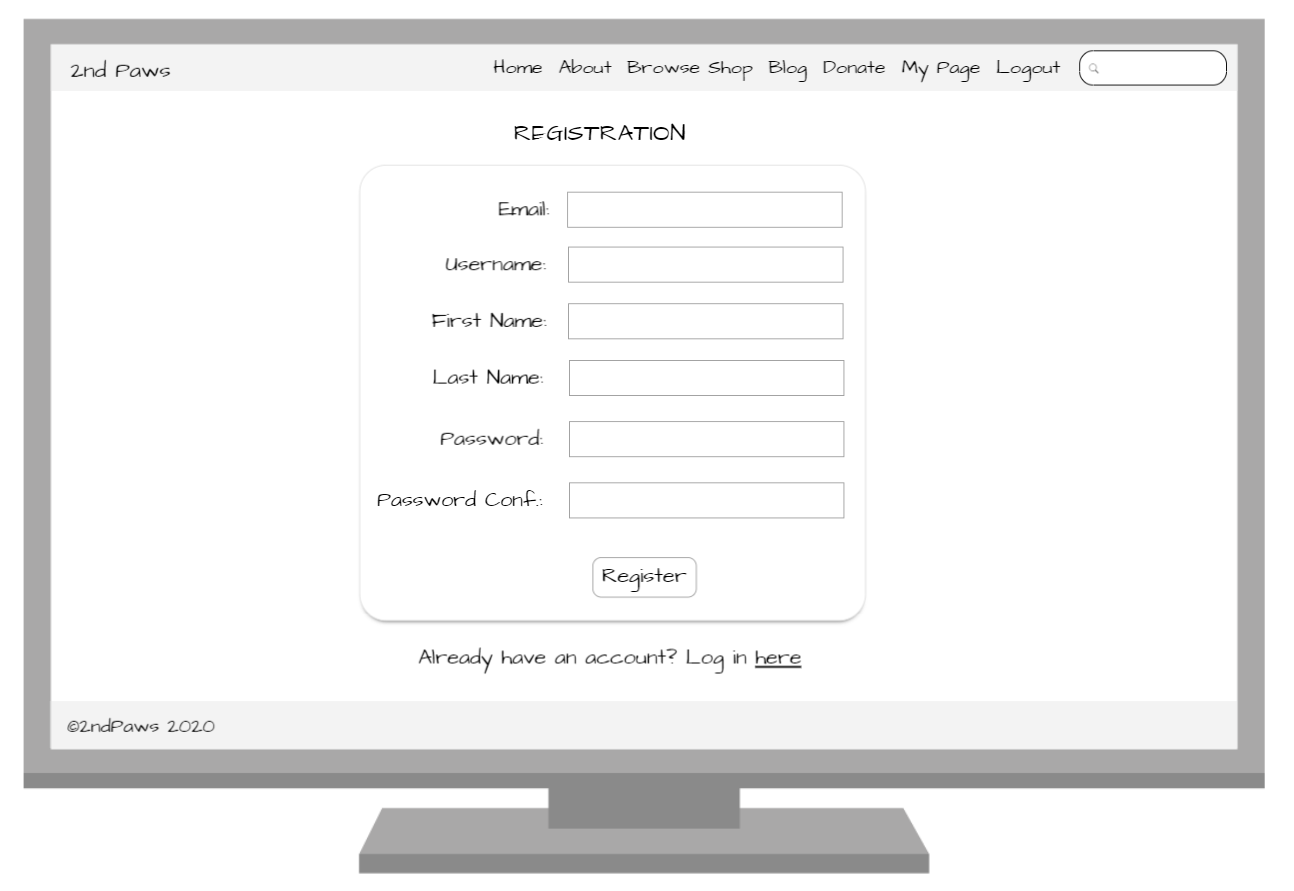 2nd Paws Home About Browse Shop Blog Donate My Page Logout
REGISTRATION
Email:
Username:
First Name:
Last Name:
Password:
Password Conf.:
Register
Already have an account? Log in here
©2ndPaws 2020